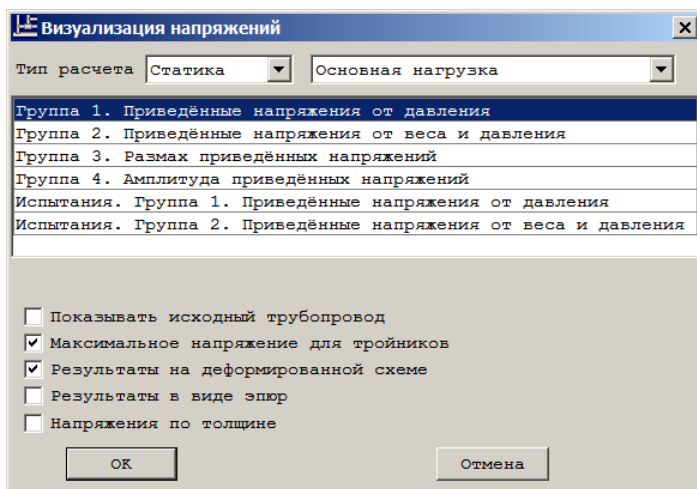 Визуализация напряжений
Тип расчета Статика Основная нагрузка
Группа 1. Приведённые напряжения от давления
Группа 2. Приведённые напряжения от веса и давления
Группа 3. Размах приведённых напряжений
Группа 4. Амплитуда приведённых напряжений
Испытания. Группа 1. Приведённые напряжения от давления
Испытания. Группа 2. Приведённые напряжения от веса и давления
Показывать исходный трубопровод
Максимальное напряжение для тройников
Результаты на деформированной схеме
Результаты в виде эпюр
Напряжения по толщине
OK Отмена